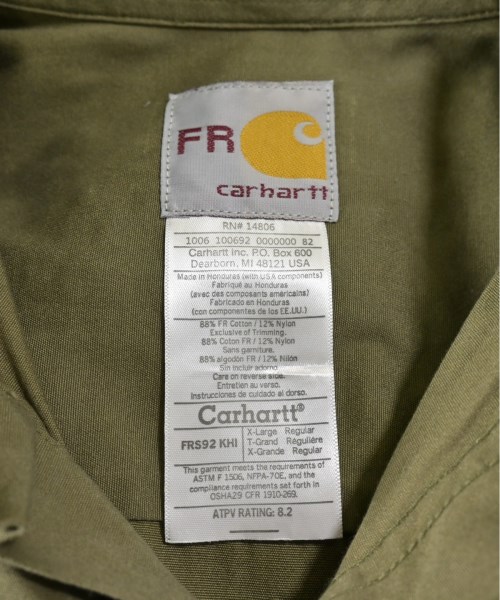 FR
carhartt
RN# 14806
1006 100692 0000000 82
Carhartt Inc. P.O. Box 600
Dearborn, MI 48121 USA
Made in Honduras (with USA components)
Fabriqué au Honduras
(avec des composants américains)
Fabricado en Honduras
(con componentes de los EE.UU.)
88% FR Cotton / 12% Nylon
Exclusive of Trimming.
88% Coton FR / 12% Nylon
Sans garniture.
88% algodón FR / 12% Nilón
Sin incluir adorno.
Care on reverse side.
Entretien au verso.
Instrucciones de cuidado al dorso.
Carhartt®
FRS92 KHI
X-Large Regular
T-Grand Régulière
X-Grande Regular
This garment meets the requirements of
ASTM F 1506, NFPA-70E, and the
compliance requirements set forth in
OSHA29 CFR 1910-269.
ATPV RATING: 8.2